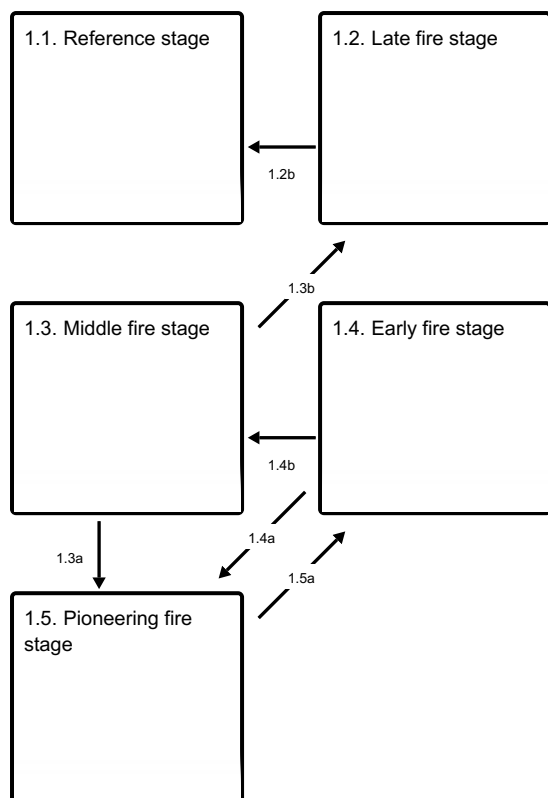 1.1. Reference stage
1.2. Late fire stage
1.2b
1.3b
1.3. Middle fire stage
1.4. Early fire stage
1.4b
1.4a
1.3a
1.5a
1.5. Pioneering fire
stage